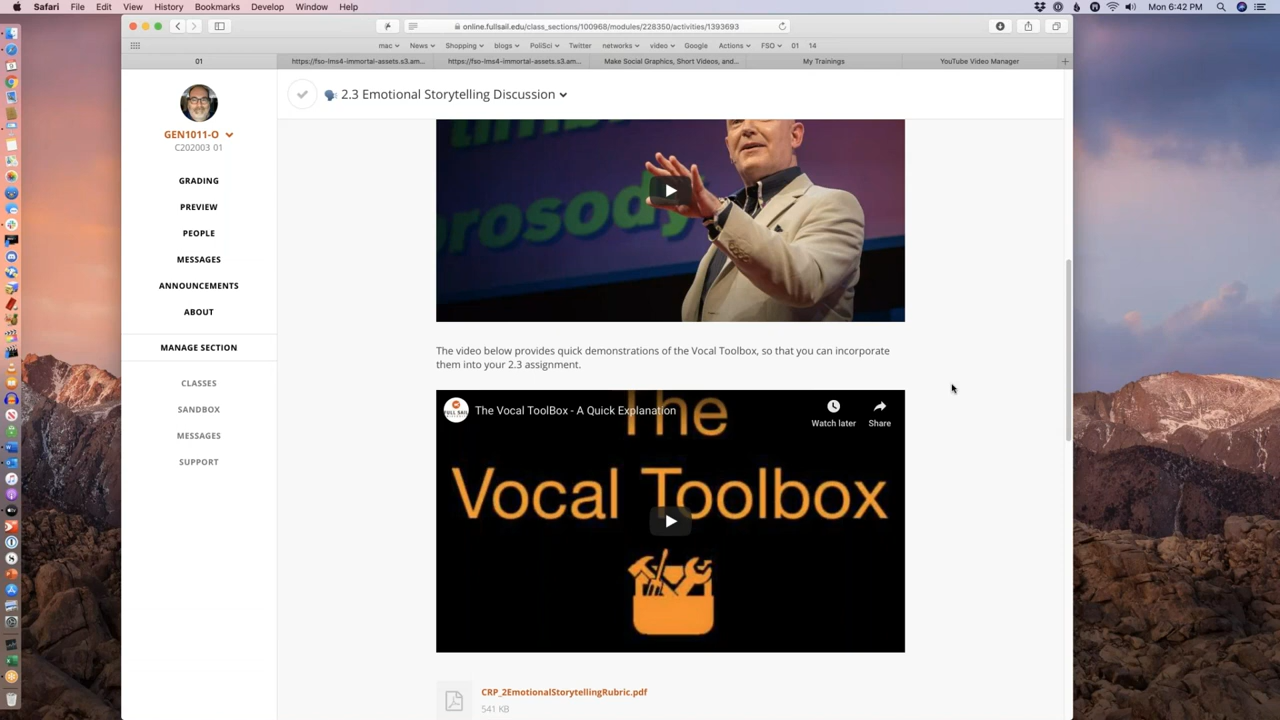 Safari File Edit View History Bookmarks Develop Window Help
Mon 6:42 PM
online.fullsail.edu/class_sections/100968/modules/228350/activities/1393693
mac News Shopping blogs PoliSci Twitter networks video Google Actions FSO 01 14
01 https://fso-lms4-immortal-assets.s3.am... https://fso-lms4-immortal-assets.s3.am... Make Social Graphics, Short Videos, and... My Trainings YouTube Video Manager
2.3 Emotional Storytelling Discussion
GEN1011-O
C202003 01
GRADING
PREVIEW
PEOPLE
MESSAGES
ANNOUNCEMENTS
ABOUT
MANAGE SECTION
CLASSES
SANDBOX
MESSAGES
SUPPORT
prosody
The video below provides quick demonstrations of the Vocal Toolbox, so that you can incorporate
them into your 2.3 assignment.
The Vocal ToolBox - A Quick Explanation
Watch later
Share
The
Vocal Toolbox
CRP_2EmotionalStorytellingRubric.pdf
541 KB